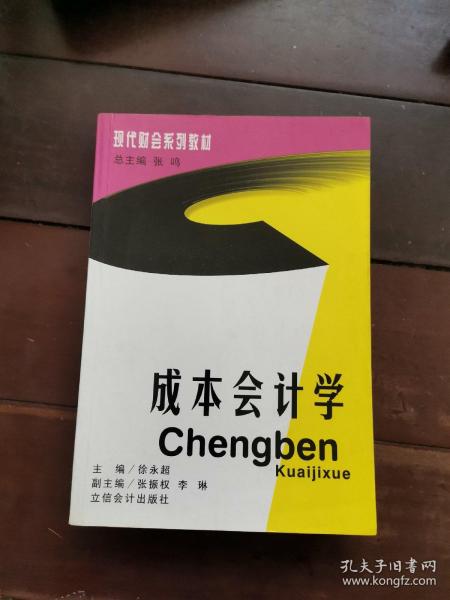 现代财会系列教材
总主编 张 鸣
成本会计学
Chengben
Kuaijixue
主 编/徐永超
副主编/张振权 李 琳
立信会计出版社
孔夫子旧书网
www.kongfz.com